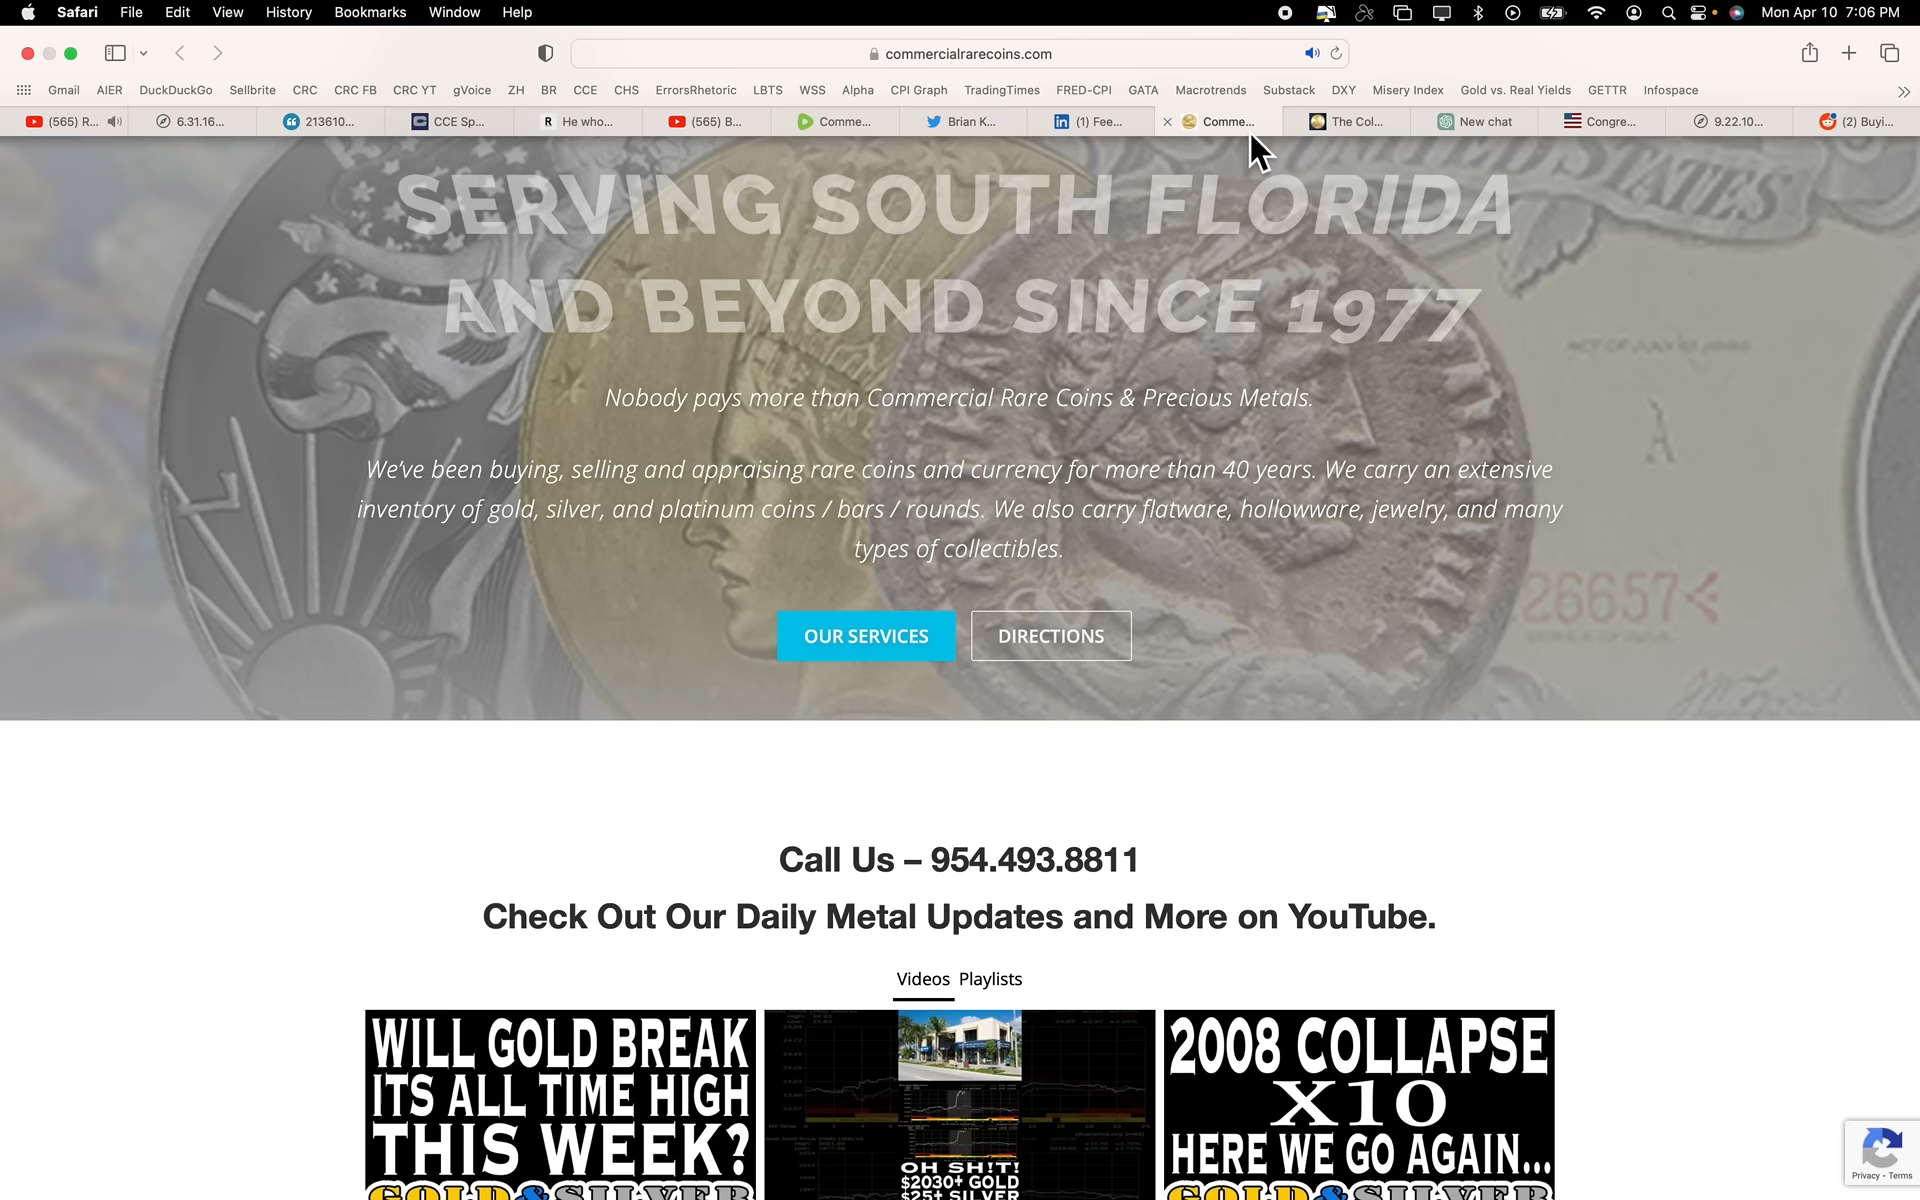 Safari File Edit View History Bookmarks Window Help Mon Apr 10 7:06 PM
commercialrarecoins.com
Gmail AIER DuckDuckGo Sellbrite CRC CRC FB CRC YT gVoice ZH BR CCE CHS ErrorsRhetoric LBTS WSS Alpha CPI Graph TradingTimes FRED-CPI GATA Macrotrends Substack DXY Misery Index Gold vs. Real Yields GETTR Infospace
(565) R... 6.31.16... 213610... CCE Sp... R He who... (565) B... Comme... Brian K... (1) Fee... Comme... The Col... New chat Congre... 9.22.10... (2) Buyi...
SERVING SOUTH FLORIDA
AND BEYOND SINCE 1977
Nobody pays more than Commercial Rare Coins & Precious Metals.
We've been buying, selling and appraising rare coins and currency for more than 40 years. We carry an extensive
inventory of gold, silver, and platinum coins / bars / rounds. We also carry flatware, hollowware, jewelry, and many
types of collectibles.
OUR SERVICES DIRECTIONS
Call Us – 954.493.8811
Check Out Our Daily Metal Updates and More on YouTube.
Videos Playlists
WILL GOLD BREAK
ITS ALL TIME HIGH
THIS WEEK?
GOLD & SILVER
OH SH!T!
$2030+ GOLD
$25+ SILVER
2008 COLLAPSE
X10
HERE WE GO AGAIN...
GOLD & SILVER
Privacy - Terms